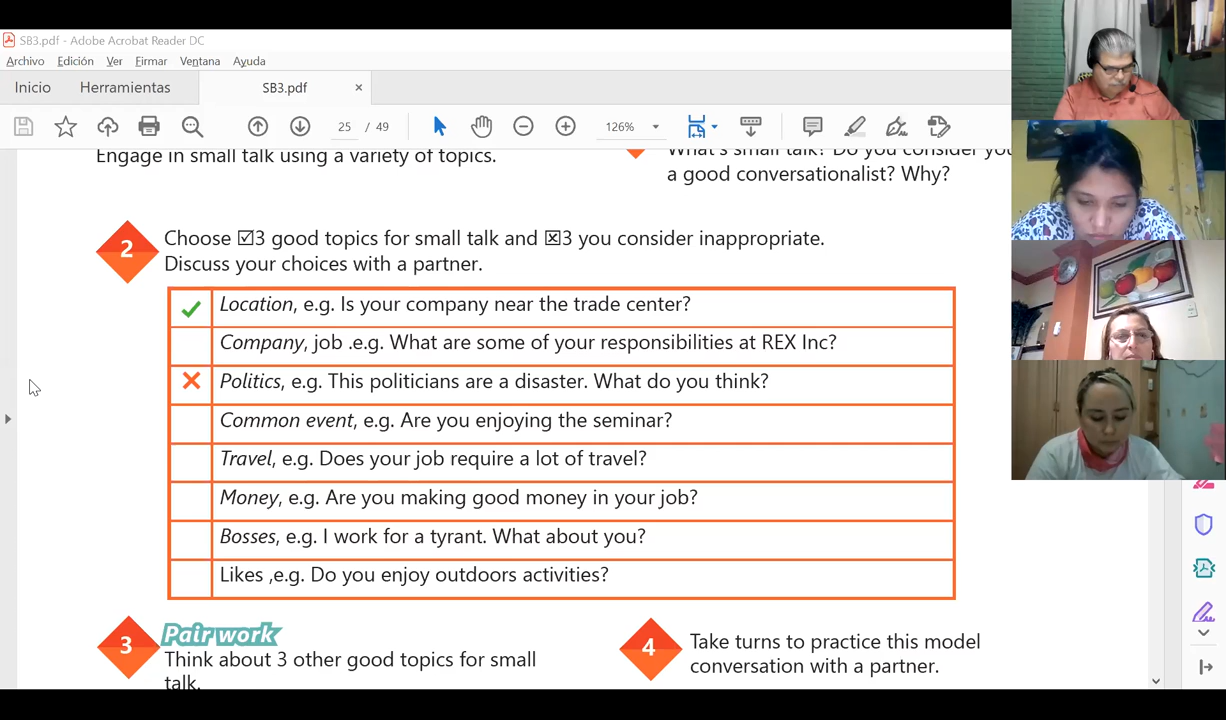 SB3.pdf - Adobe Acrobat Reader DC
Archivo Edición Ver Firmar Ventana Ayuda
Inicio Herramientas SB3.pdf ×
25 / 49 126%
Engage in small talk using a variety of topics.
What's small talk? Do you consider you
a good conversationalist? Why?
2
Choose ☑3 good topics for small talk and ☒3 you consider inappropriate.
Discuss your choices with a partner.
Location, e.g. Is your company near the trade center?
Company, job .e.g. What are some of your responsibilities at REX Inc?
Politics, e.g. This politicians are a disaster. What do you think?
Common event, e.g. Are you enjoying the seminar?
Travel, e.g. Does your job require a lot of travel?
Money, e.g. Are you making good money in your job?
Bosses, e.g. I work for a tyrant. What about you?
Likes ,e.g. Do you enjoy outdoors activities?
3 Pair work
Think about 3 other good topics for small
talk.
4 Take turns to practice this model
conversation with a partner.